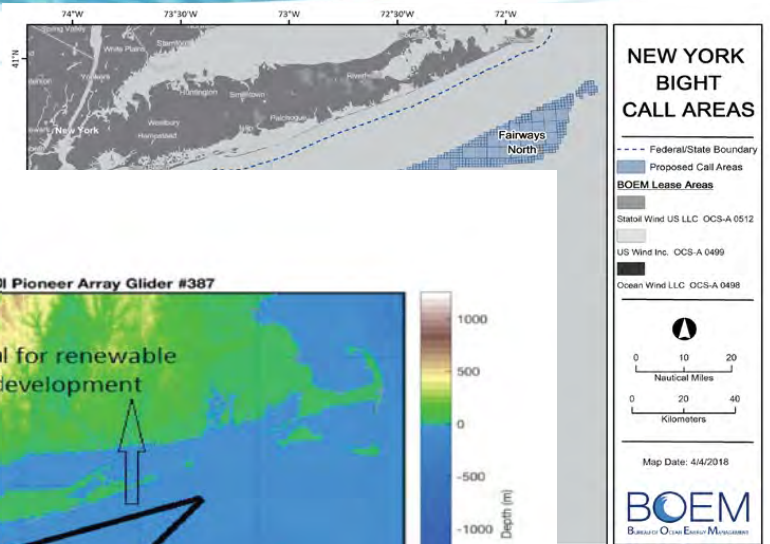 74°W
73°30'W
73°W
72°30'W
72°W
41°N
Spring Valley
White Plains
Stamford
Yonkers
Huntington
Smithtown
Riverhead
Westbury
Hempstead
Islip
Patchogue
New York
Fairways
North
NEW YORK
BIGHT
CALL AREAS
Federal/State Boundary
Proposed Call Areas
BOEM Lease Areas
Statoil Wind US LLC OCS-A 0512
US Wind Inc. OCS-A 0499
Ocean Wind LLC OCS-A 0498
0 10 20
Nautical Miles
0 20 40
Kilometers
Map Date: 4/4/2018
BOEM
BUREAU OF OCEAN ENERGY MANAGEMENT
Pioneer Array Glider #387
l for renewable
development
1000
500
0
-500
-1000
Depth (m)